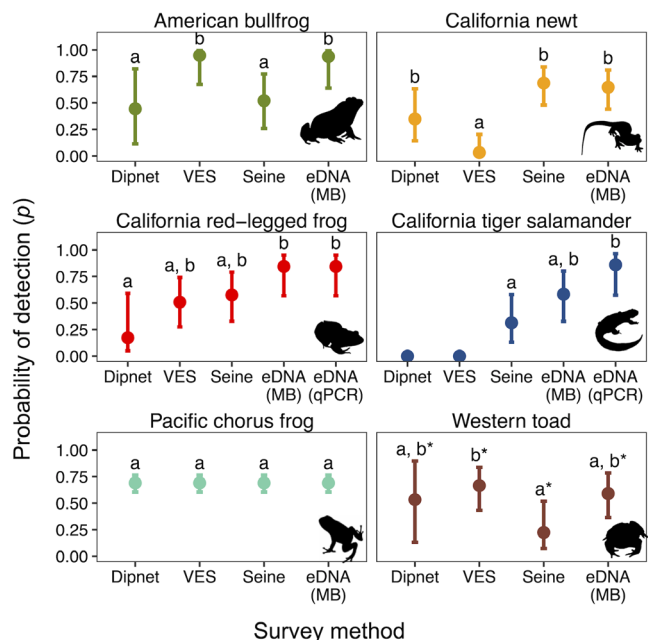 American bullfrog
California newt
1.00
0.75
0.50
0.25
0.00
a
b
a
b
b
a
b
b
Dipnet
VES
Seine
eDNA
(MB)
Dipnet
VES
Seine
eDNA
(MB)
California red-legged frog
California tiger salamander
1.00
0.75
0.50
0.25
0.00
a
a, b
a, b
b
b
a
a, b
b
Dipnet
VES
Seine
eDNA
(MB)
eDNA
(qPCR)
Dipnet
VES
Seine
eDNA
(MB)
eDNA
(qPCR)
Pacific chorus frog
Western toad
1.00
0.75
0.50
0.25
0.00
a
a
a
a
a, b*
b*
a*
a, b*
Dipnet
VES
Seine
eDNA
(MB)
Dipnet
VES
Seine
eDNA
(MB)
Probability of detection (p)
Survey method